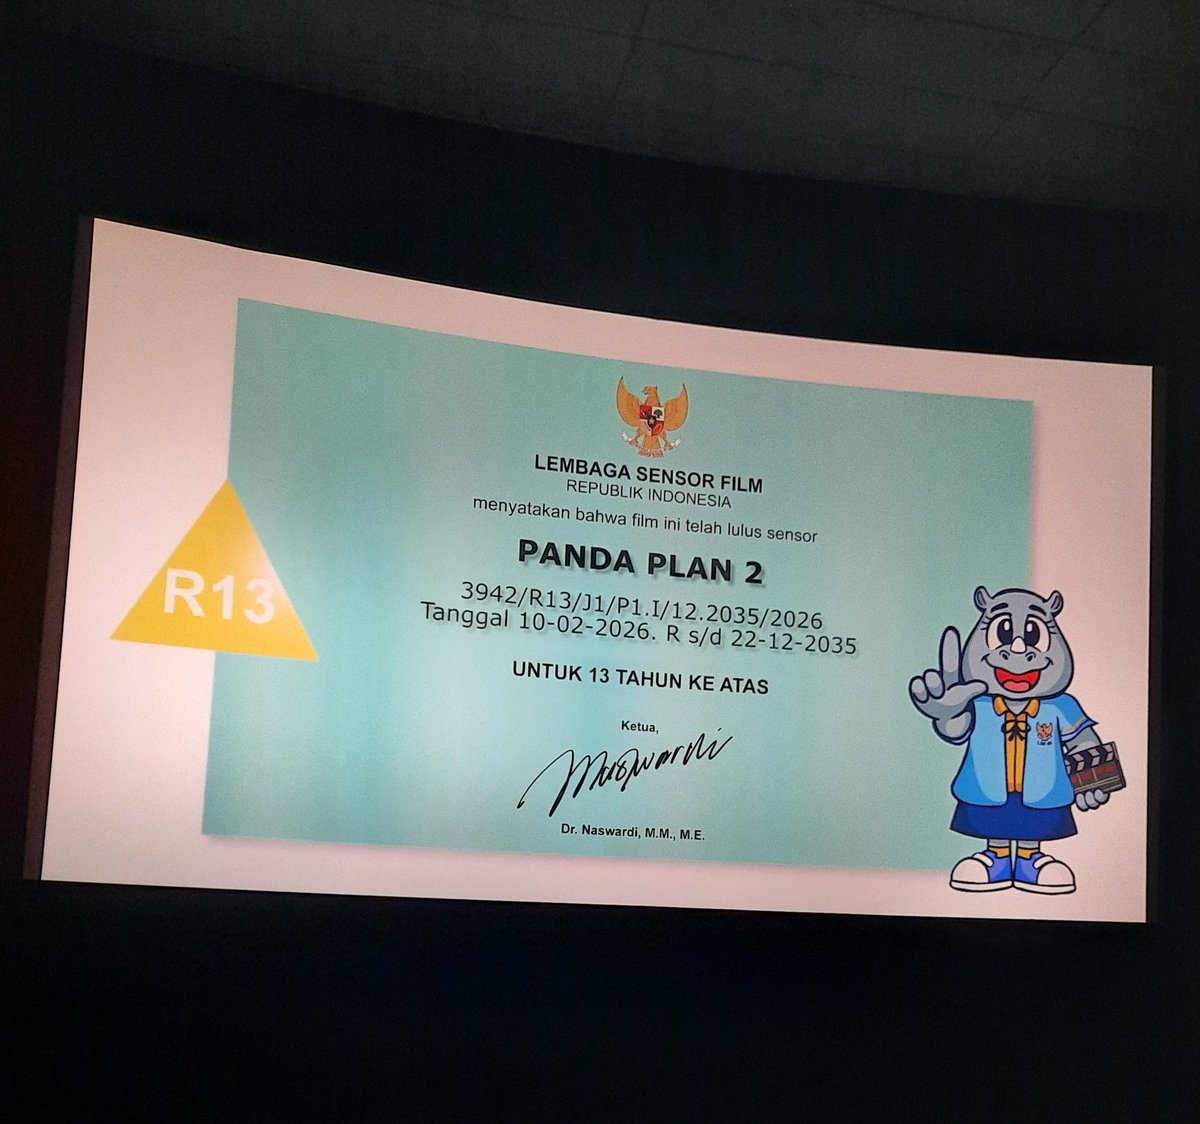 LEMBAGA SENSOR FILM
REPUBLIK INDONESIA
menyatakan bahwa film ini telah lulus sensor
PANDA PLAN 2
3942/R13/J1/P1.I/12.2035/2026
Tanggal 10-02-2026. R s/d 22-12-2035
R13
UNTUK 13 TAHUN KE ATAS
Ketua,
Naswardi
Dr. Naswardi, M.M., M.E.